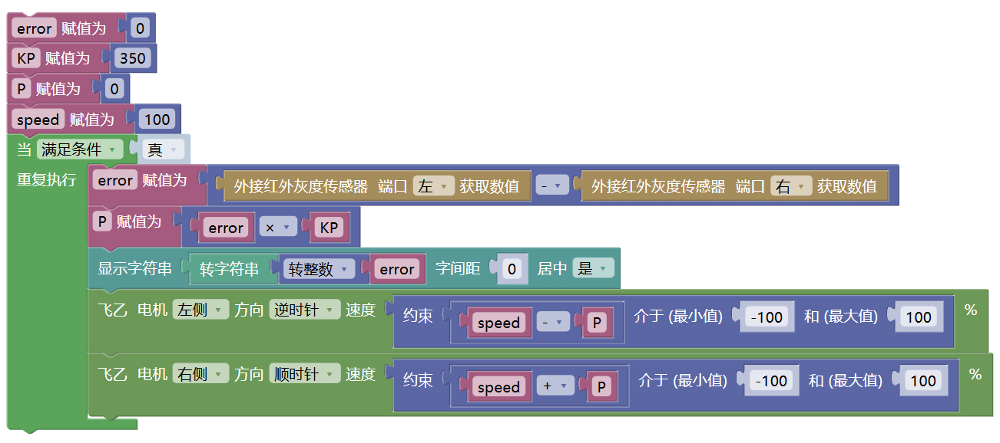 error 赋值为 0
KP 赋值为 350
P 赋值为 0
speed 赋值为 100
当 满足条件 真
重复执行 error 赋值为 外接红外灰度传感器 端口 左 获取数值 - 外接红外灰度传感器 端口 右 获取数值
P 赋值为 error × KP
显示字符串 转字符串 转整数 error 字间距 0 居中 是
飞乙 电机 左侧 方向 逆时针 速度 约束 speed - P 介于 (最小值) -100 和 (最大值) 100 %
飞乙 电机 右侧 方向 顺时针 速度 约束 speed + P 介于 (最小值) -100 和 (最大值) 100 %